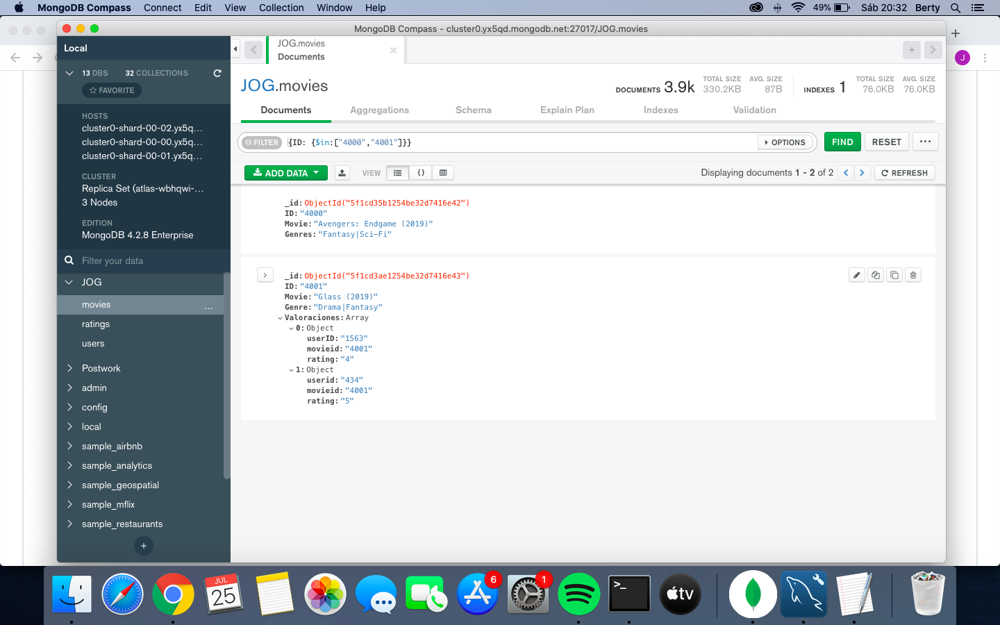 MongoDB Compass Connect Edit View Collection Window Help 49% Sáb 20:32 Berty
MongoDB Compass - cluster0.yx5qd.mongodb.net:27017/JOG.movies
Local
JOG.movies
Documents
J
13 DBS 32 COLLECTIONS
FAVORITE
JOG.movies
DOCUMENTS 3.9k
TOTAL SIZE
330.2KB
AVG. SIZE
87B
INDEXES 1
TOTAL SIZE
76.0KB
AVG. SIZE
76.0KB
HOSTS
cluster0-shard-00-02.yx5q...
cluster0-shard-00-00.yx5q...
cluster0-shard-00-01.yx5q...
CLUSTER
Replica Set (atlas-wbhqwi-...
3 Nodes
EDITION
MongoDB 4.2.8 Enterprise
Filter your data
JOG
movies ...
ratings
users
Postwork
admin
config
local
sample_airbnb
sample_analytics
sample_geospatial
sample_mflix
sample_restaurants
+
Documents Aggregations Schema Explain Plan Indexes Validation
FILTER {ID: {$in:["4000","4001"]}} OPTIONS FIND RESET ...
ADD DATA VIEW {} Displaying documents 1 - 2 of 2 REFRESH
_id: ObjectId("5f1cd35b1254be32d7416e42")
ID: "4000"
Movie: "Avengers: Endgame (2019)"
Genres: "Fantasy|Sci-Fi"
_id: ObjectId("5f1cd3ae1254be32d7416e43")
ID: "4001"
Movie: "Glass (2019)"
Genre: "Drama|Fantasy"
Valoraciones: Array
0: Object
userID: "1563"
movieid: "4001"
rating: "4"
1: Object
userid: "434"
movieid: "4001"
rating: "5"
JUL
25
6
1
>_
tv